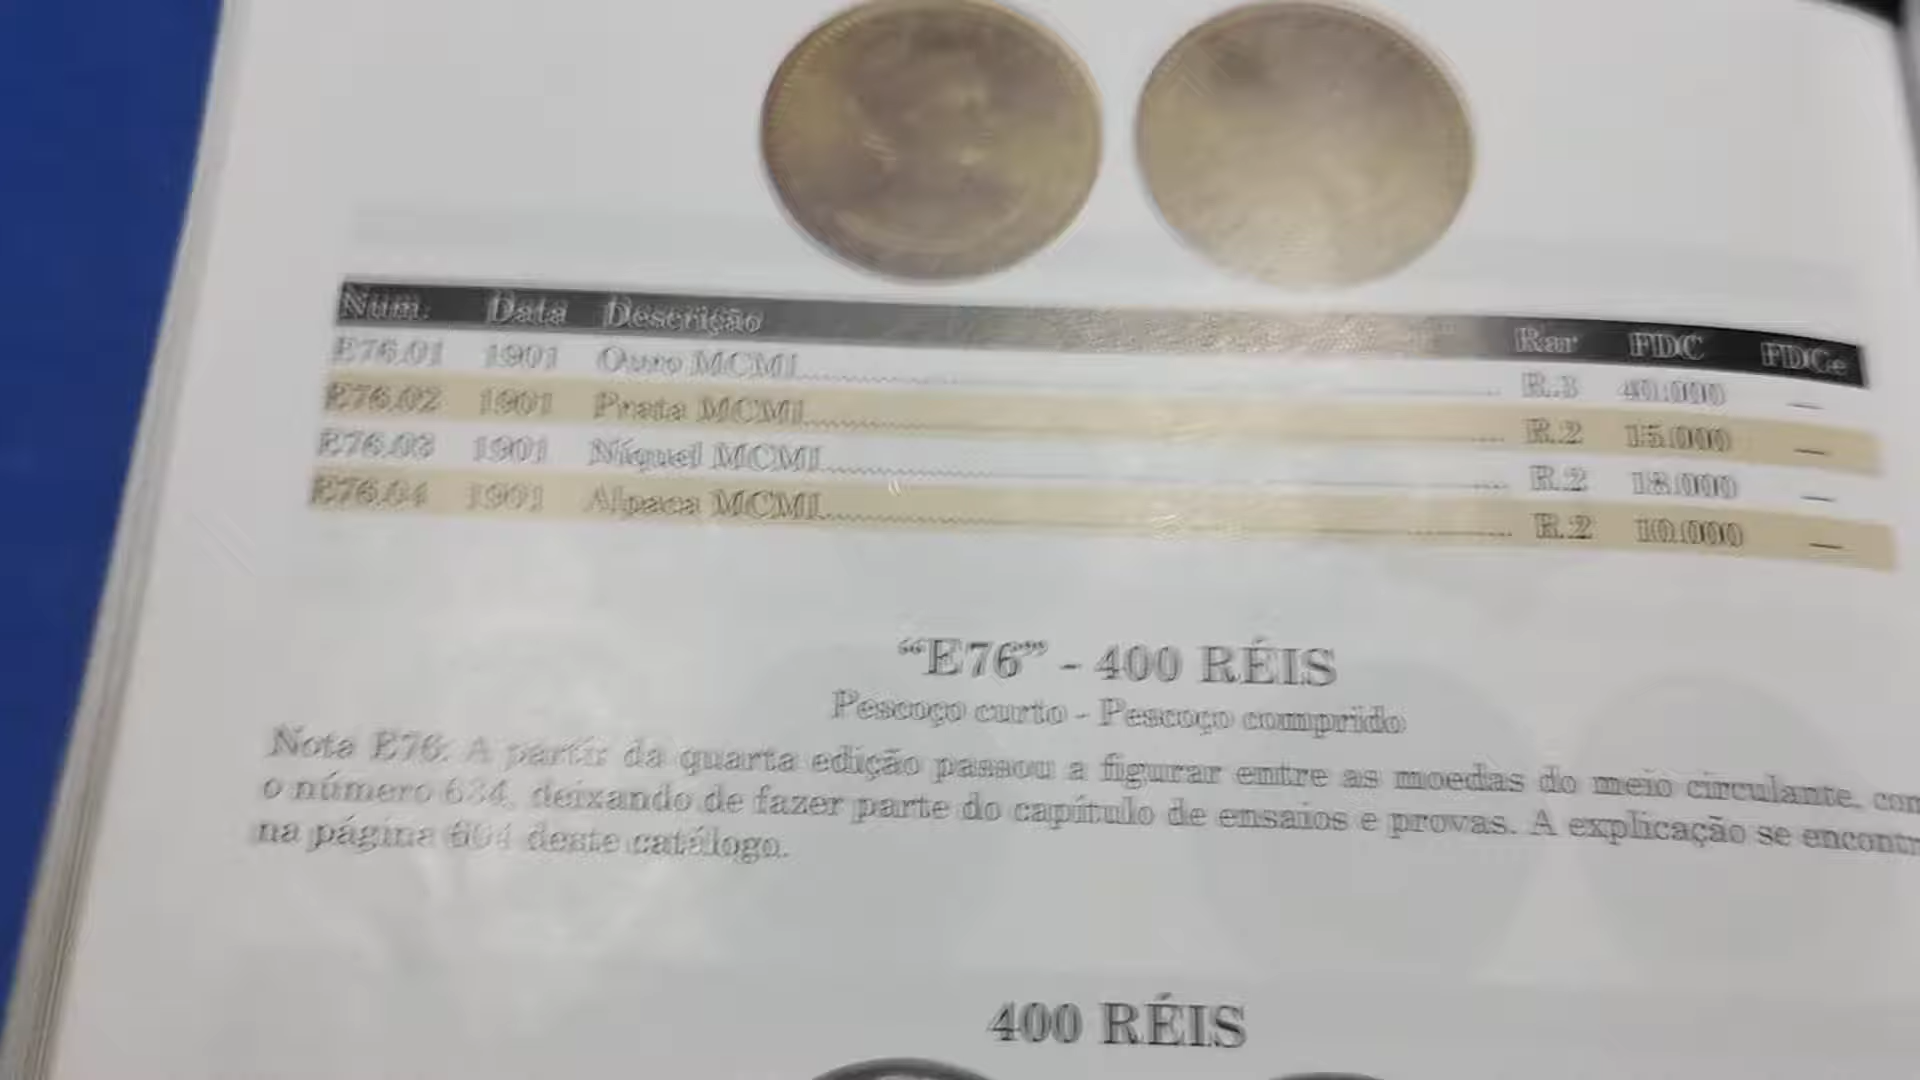 Num. Data Descrição Rar FDC FDCe
E76.01 1901 Ouro MCMI R.3 40.000 —
E76.02 1901 Prata MCMI R.2 15.000 —
E76.03 1901 Níquel MCMI R.2 18.000 —
E76.04 1901 Alpaca MCMI R.2 10.000 —
“E76” - 400 RÉIS
Pescoço curto - Pescoço comprido
Nota E76: A partir da quarta edição passou a figurar entre as moedas do meio circulante, com
o número 634, deixando de fazer parte do capítulo de ensaios e provas. A explicação se encontr
na página deste catálogo.
400 RÉIS